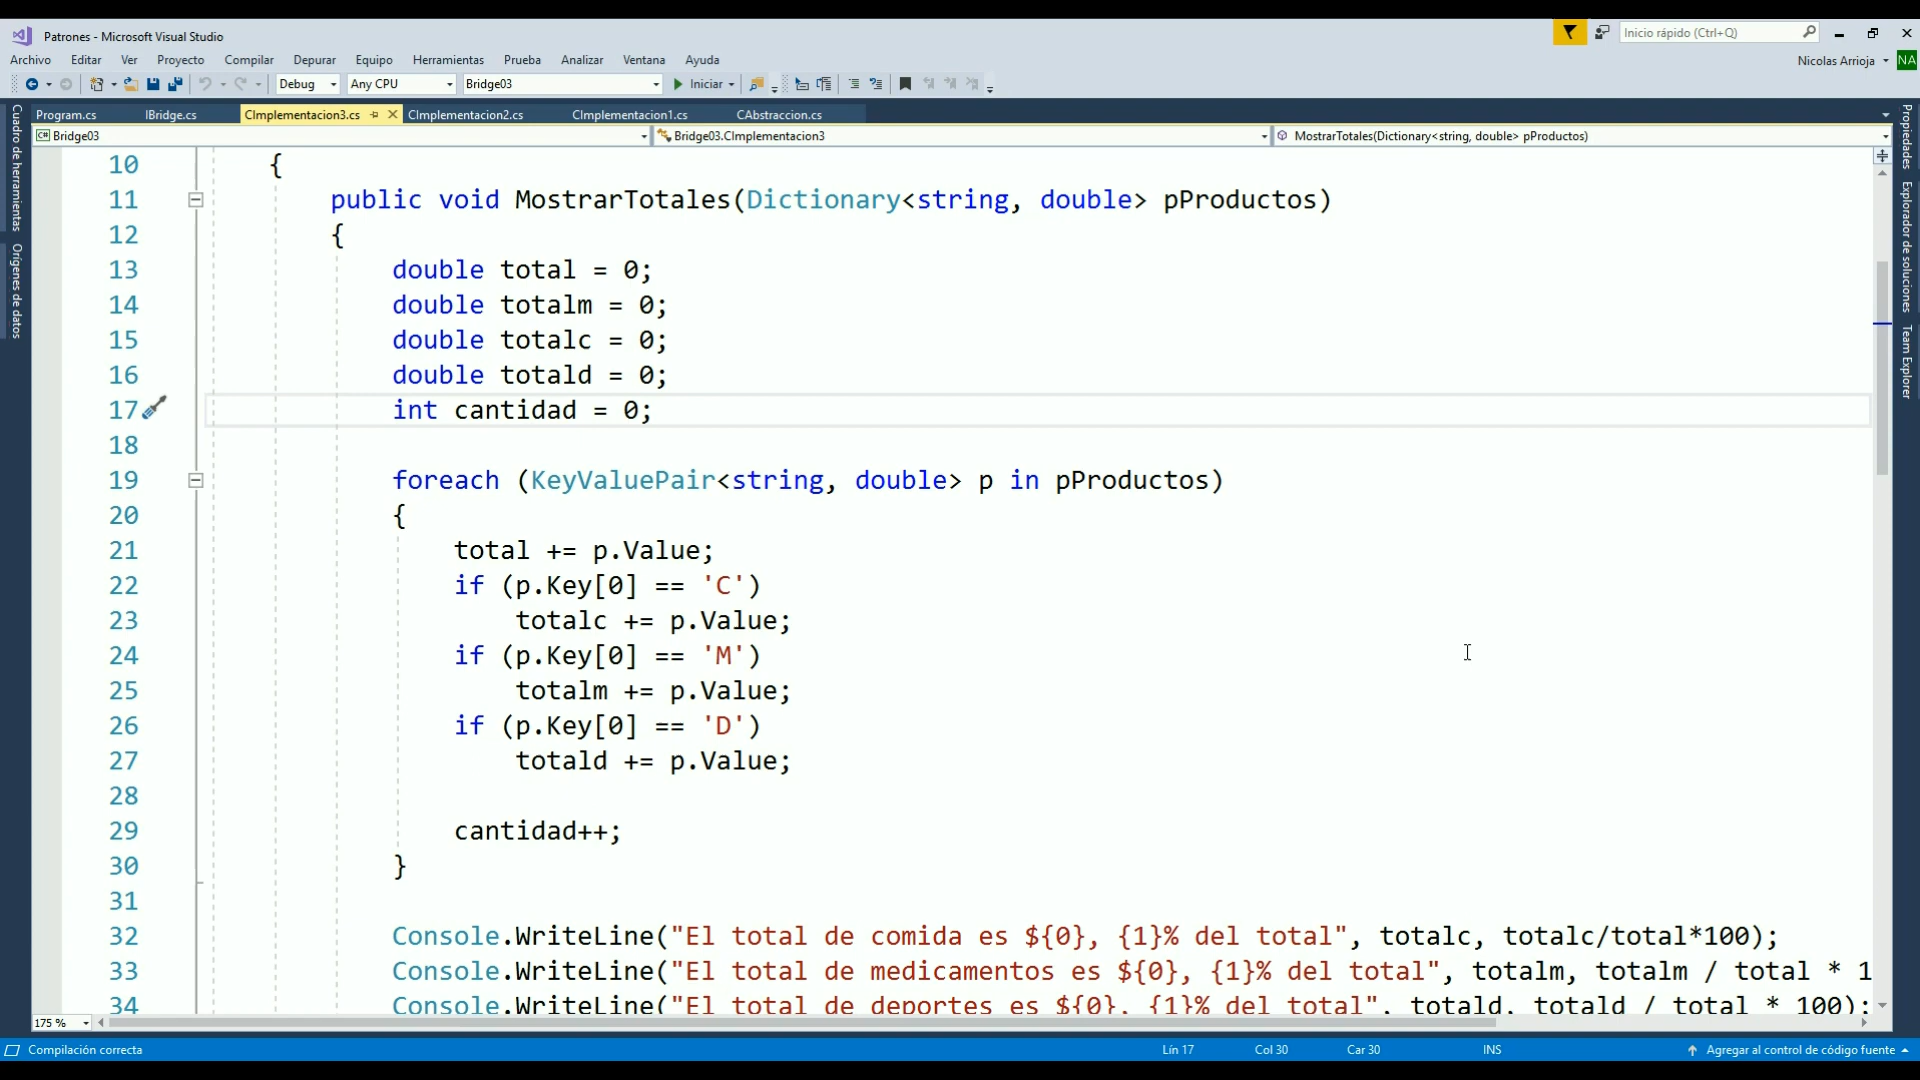 Patrones - Microsoft Visual Studio
Inicio rápido (Ctrl+Q)
Archivo Editar Ver Proyecto Compilar Depurar Equipo Herramientas Prueba Analizar Ventana Ayuda
Nicolas Arrioja NA
Debug Any CPU Bridge03 Iniciar
Program.cs IBridge.cs CImplementacion3.cs CImplementacion2.cs CImplementacion1.cs CAbstraccion.cs
Bridge03 Bridge03.CImplementacion3 MostrarTotales(Dictionary<string, double> pProductos)
Cuadro de herramientas
Orígenes de datos
Propiedades
Explorador de soluciones
Team Explorer
10 {
11 public void MostrarTotales(Dictionary<string, double> pProductos)
12 {
13 double total = 0;
14 double totalm = 0;
15 double totalc = 0;
16 double totald = 0;
17 int cantidad = 0;
18
19 foreach (KeyValuePair<string, double> p in pProductos)
20 {
21 total += p.Value;
22 if (p.Key[0] == 'C')
23 totalc += p.Value;
24 if (p.Key[0] == 'M')
25 totalm += p.Value;
26 if (p.Key[0] == 'D')
27 totald += p.Value;
28
29 cantidad++;
30 }
31
32 Console.WriteLine("El total de comida es ${0}, {1}% del total", totalc, totalc/total*100);
33 Console.WriteLine("El total de medicamentos es ${0}, {1}% del total", totalm, totalm / total * 1
34 Console.WriteLine("El total de deportes es ${0}, {1}% del total", totald, totald / total * 100);
175 %
Compilación correcta Lín 17 Col 30 Car 30 INS Agregar al control de código fuente